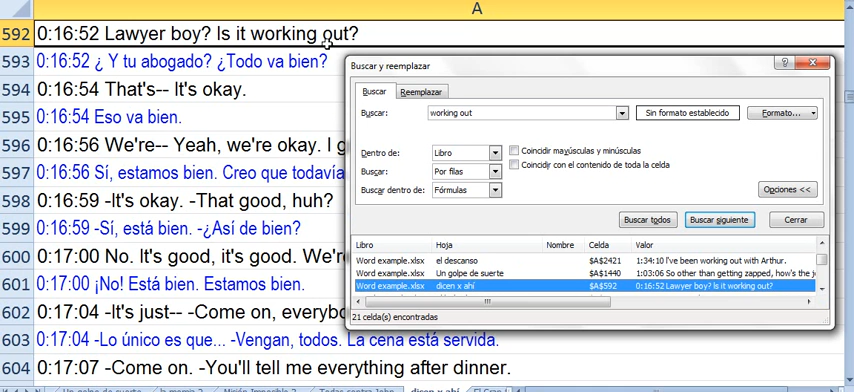 A
592 0:16:52 Lawyer boy? Is it working out?
593 0:16:52 ¿ Y tu abogado? ¿Todo va bien?
594 0:16:54 That's-- It's okay.
595 0:16:54 Eso va bien.
596 0:16:56 We're-- Yeah, we're okay. I g
597 0:16:56 Sí, estamos bien. Creo que todavía
598 0:16:59 -It's okay. -That good, huh?
599 0:16:59 -Sí, está bien. -¿Así de bien?
600 0:17:00 No. It's good, it's good. We're
601 0:17:00 ¡No! Está bien. Estamos bien.
602 0:17:04 -It's just-- -Come on, everybo
603 0:17:04 -Lo único es que... -Vengan, todos. La cena está servida.
604 0:17:07 -Come on. -You'll tell me everything after dinner.
Buscar y reemplazar
Buscar Reemplazar
Buscar: working out Sin formato establecido Formato...
Dentro de: Libro Coincidir mayúsculas y minúsculas
Buscar: Por filas Coincidir con el contenido de toda la celda
Buscar dentro de: Fórmulas Opciones <<
Buscar todos Buscar siguiente Cerrar
Libro Hoja Nombre Celda Valor
Word example.xlsx el descanso $A$2421 1:34:10 I've been working out with Arthur.
Word example.xlsx Un golpe de suerte $A$1440 1:03:06 So other than getting zapped, how's the jo
Word example.xlsx dicen x ahí $A$592 0:16:52 Lawyer boy? Is it working out?
21 celda(s) encontradas
Un golpe de suerte la momia 2 Misión Imposible 2 Todas contra John dicen x ahí El Gran